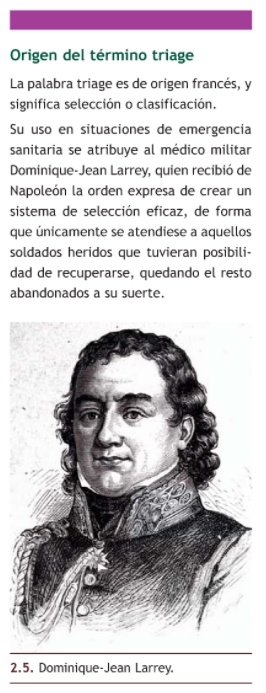 Origen del término triage
La palabra triage es de origen francés, y
significa selección o clasificación.
Su uso en situaciones de emergencia
sanitaria se atribuye al médico militar
Dominique-Jean Larrey, quien recibió de
Napoleón la orden expresa de crear un
sistema de selección eficaz, de forma
que únicamente se atendiese a aquellos
soldados heridos que tuvieran posibili-
dad de recuperarse, quedando el resto
abandonados a su suerte.
2.5. Dominique-Jean Larrey.